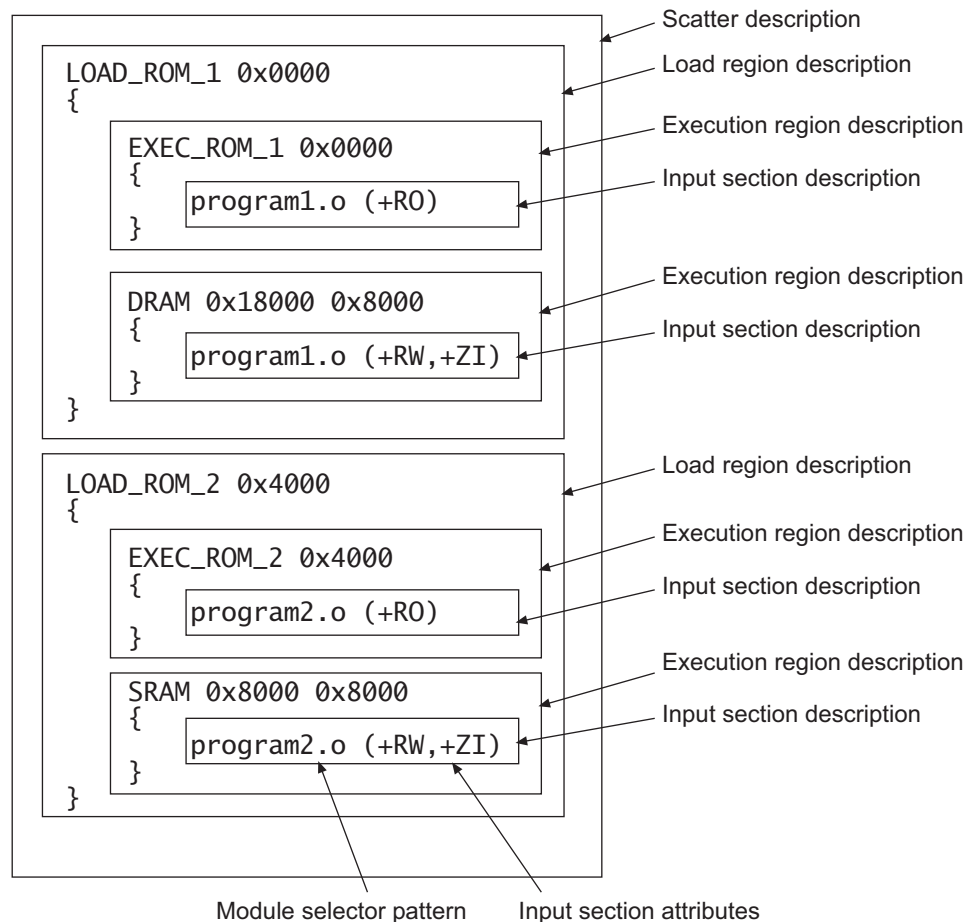 Scatter description
LOAD_ROM_1 0x0000
Load region description
{
Execution region description
EXEC_ROM_1 0x0000
{
Input section description
program1.o (+RO)
}
Execution region description
DRAM 0x18000 0x8000
{
Input section description
program1.o (+RW,+ZI)
}
}
Load region description
LOAD_ROM_2 0x4000
{
Execution region description
EXEC_ROM_2 0x4000
{
Input section description
program2.o (+RO)
}
Execution region description
SRAM 0x8000 0x8000
{
Input section description
program2.o (+RW,+ZI)
}
}
Module selector pattern
Input section attributes